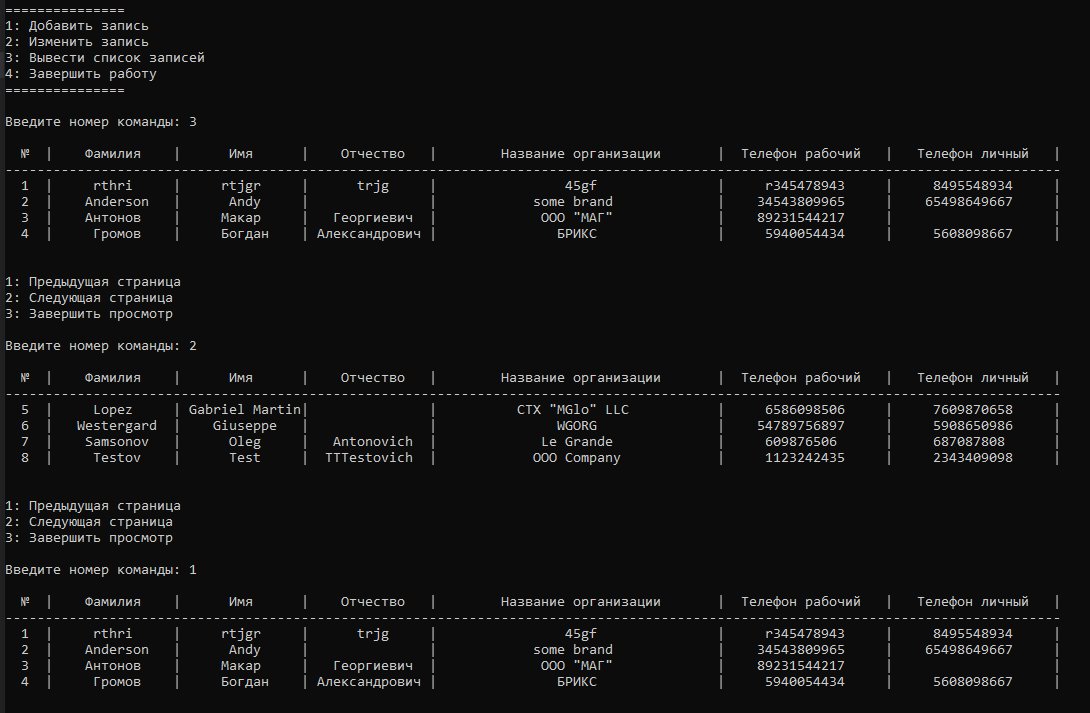 ===============
1: Добавить запись
2: Изменить запись
3: Вывести список записей
4: Завершить работу
===============
Введите номер команды: 3
№ | Фамилия | Имя | Отчество | Название организации | Телефон рабочий | Телефон личный |
------------------------------------------------------------------------------------------------------------------------------------
1 | rthri | rtjgr | trjg | 45gf | r345478943 | 8495548934 |
2 | Anderson | Andy | | some brand | 34543809965 | 65498649667 |
3 | Антонов | Макар | Георгиевич | ООО "МАГ" | 89231544217 | |
4 | Громов | Богдан | Александрович | БРИКС | 5940054434 | 5608098667 |
1: Предыдущая страница
2: Следующая страница
3: Завершить просмотр
Введите номер команды: 2
№ | Фамилия | Имя | Отчество | Название организации | Телефон рабочий | Телефон личный |
------------------------------------------------------------------------------------------------------------------------------------
5 | Lopez | Gabriel Martin| | CTX "MGlo" LLC | 6586098506 | 7609870658 |
6 | Westergard | Giuseppe | | WGORG | 54789756897 | 5908650986 |
7 | Samsonov | Oleg | Antonovich | Le Grande | 609876506 | 687087808 |
8 | Testov | Test | TTTestovich | OOO Company | 1123242435 | 2343409098 |
1: Предыдущая страница
2: Следующая страница
3: Завершить просмотр
Введите номер команды: 1
№ | Фамилия | Имя | Отчество | Название организации | Телефон рабочий | Телефон личный |
------------------------------------------------------------------------------------------------------------------------------------
1 | rthri | rtjgr | trjg | 45gf | r345478943 | 8495548934 |
2 | Anderson | Andy | | some brand | 34543809965 | 65498649667 |
3 | Антонов | Макар | Георгиевич | ООО "МАГ" | 89231544217 | |
4 | Громов | Богдан | Александрович | БРИКС | 5940054434 | 5608098667 |